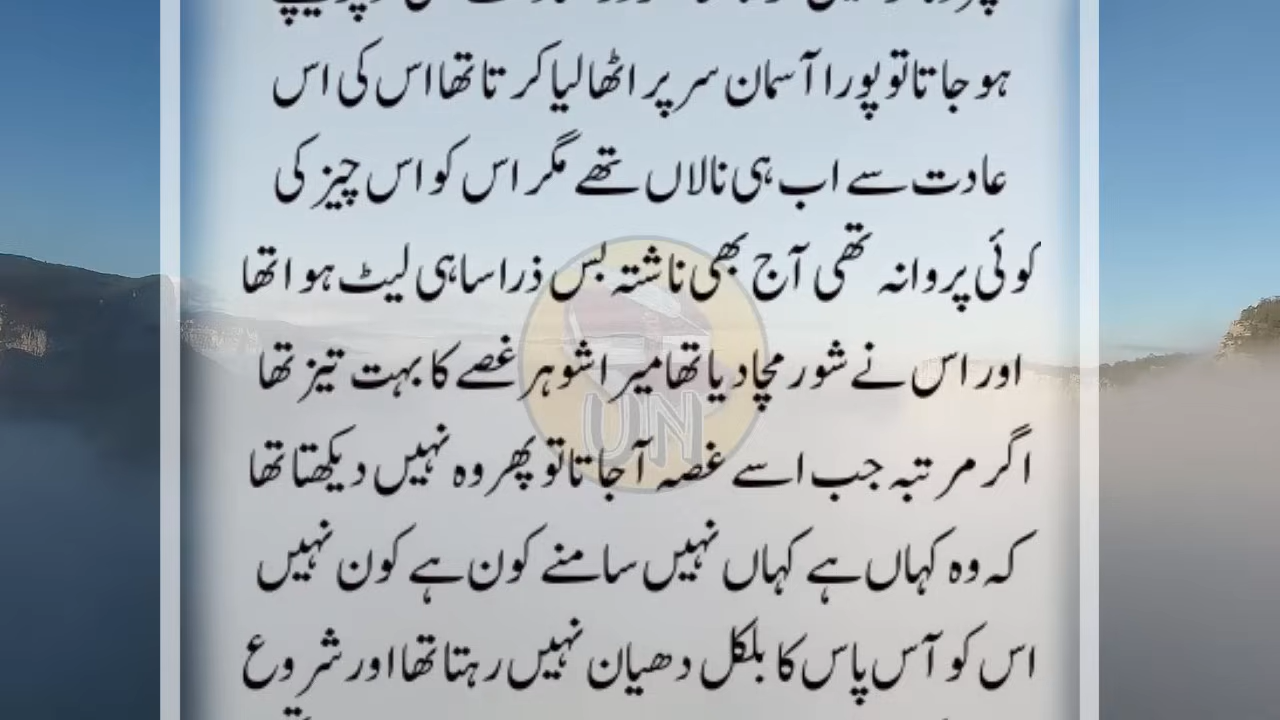 ہو جاتا تو پورا آسمان سر پر اٹھا لیا کرتا تھا اس کی اس
عادت سے اب ہی نالاں تھے مگر اس کو اس چیز کی
کوئی پروا نہ تھی آج بھی ناشتہ بس ذرا سا ہی لیٹ ہوا تھا
اور اس نے شور مچا دیا تھا میرا شوہر غصے کا بہت تیز تھا
اگر مرتبہ جب اسے غصہ آ جاتا تو پھر وہ نہیں دیکھتا تھا
کہ وہ کہاں ہے کہاں نہیں سامنے کون ہے کون نہیں
اس کو آس پاس کا بلکل دھیان نہیں رہتا تھا اور شروع
UN